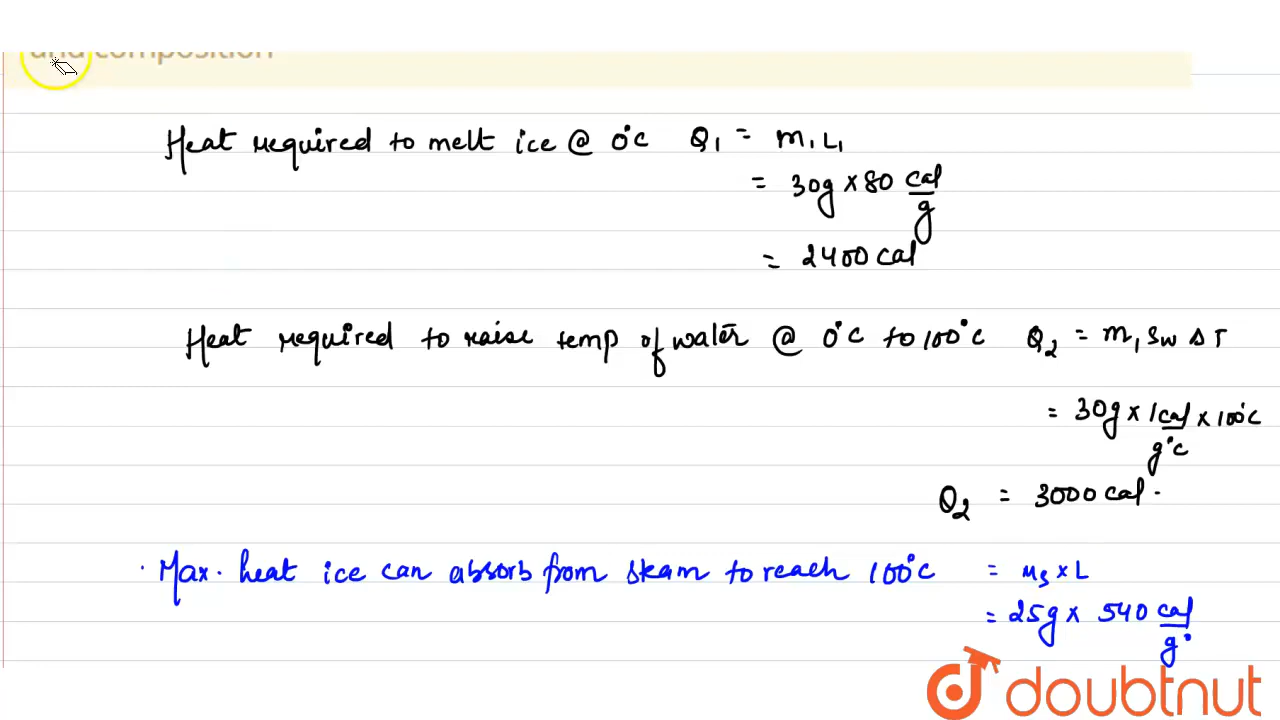 and composition
Heat required to melt ice @ 0°C Q₁ = m₁L₁
= 30g × 80 cal/g
= 2400 cal
Heat required to raise temp of water @ 0°C to 100°C Q₂ = m₁ Sw ΔT
= 30g × 1cal/g°C × 100°C
Q₂ = 3000 cal.
. Max. heat ice can absorb from steam to reach 100°C = ms × L
= 25g × 540 cal/g.
doubtnut